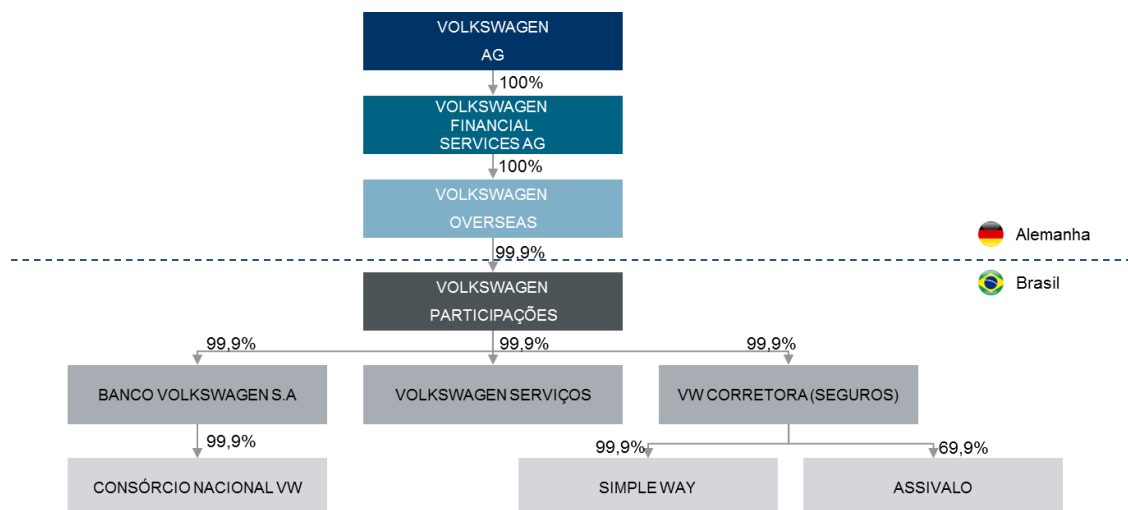 VOLKSWAGEN
AG
100%
VOLKSWAGEN
FINANCIAL
SERVICES AG
100%
VOLKSWAGEN
OVERSEAS
Alemanha
99,9%
Brasil
VOLKSWAGEN
PARTICIPAÇÕES
99,9% 99,9% 99,9%
BANCO VOLKSWAGEN S.A VOLKSWAGEN SERVIÇOS VW CORRETORA (SEGUROS)
99,9% 99,9% 69,9%
CONSÓRCIO NACIONAL VW SIMPLE WAY ASSIVALO